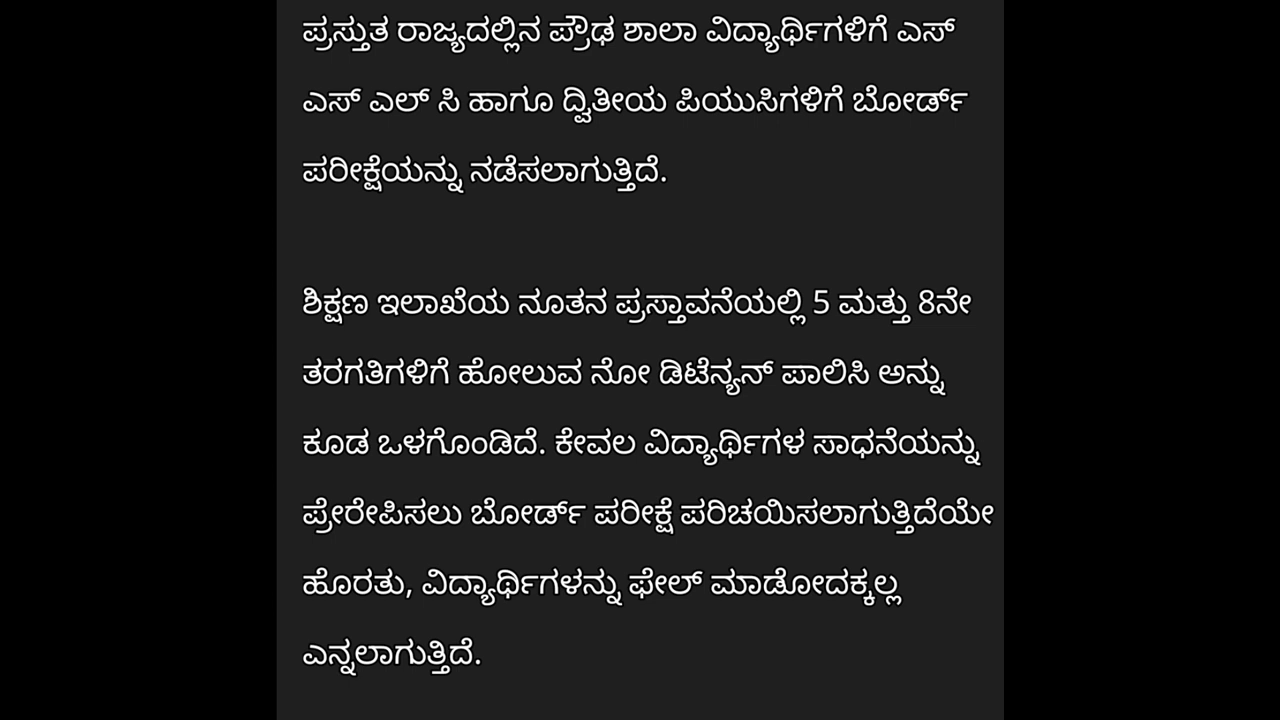 ಪ್ರಸ್ತುತ ರಾಜ್ಯದಲ್ಲಿನ ಪ್ರೌಢ ಶಾಲಾ ವಿದ್ಯಾರ್ಥಿಗಳಿಗೆ ಎಸ್
ಎಸ್ ಎಲ್ ಸಿ ಹಾಗೂ ದ್ವಿತೀಯ ಪಿಯುಸಿಗಳಿಗೆ ಬೋರ್ಡ್
ಪರೀಕ್ಷೆಯನ್ನು ನಡೆಸಲಾಗುತ್ತಿದೆ.
ಶಿಕ್ಷಣ ಇಲಾಖೆಯ ನೂತನ ಪ್ರಸ್ತಾವನೆಯಲ್ಲಿ 5 ಮತ್ತು 8ನೇ
ತರಗತಿಗಳಿಗೆ ಹೋಲುವ ನೋ ಡಿಟೆನ್ಯನ್ ಪಾಲಿಸಿ ಅನ್ನು
ಕೂಡ ಒಳಗೊಂಡಿದೆ. ಕೇವಲ ವಿದ್ಯಾರ್ಥಿಗಳ ಸಾಧನೆಯನ್ನು
ಪ್ರೇರೇಪಿಸಲು ಬೋರ್ಡ್ ಪರೀಕ್ಷೆ ಪರಿಚಯಿಸಲಾಗುತ್ತಿದೆಯೇ
ಹೊರತು, ವಿದ್ಯಾರ್ಥಿಗಳನ್ನು ಫೇಲ್ ಮಾಡೋದಕ್ಕಲ್ಲ
ಎನ್ನಲಾಗುತ್ತಿದೆ.